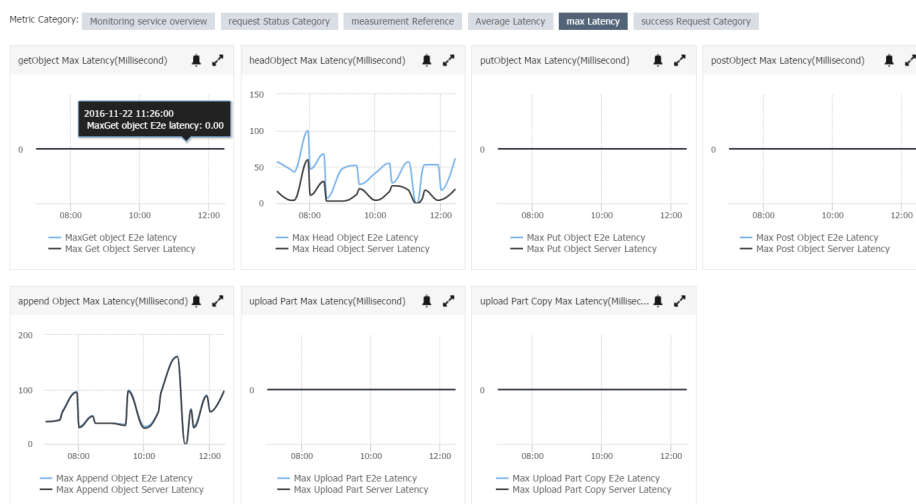 Metric Category: Monitoring service overview request Status Category measurement Reference Average Latency max Latency success Request Category
getObject Max Latency(Millisecond)
0
2016-11-22 11:26:00
MaxGet object E2e latency: 0.00
08:00 10:00 12:00
MaxGet object E2e latency
Max Get Object Server Latency
headObject Max Latency(Millisecond)
150
100
50
0
08:00 10:00 12:00
Max Head Object E2e Latency
Max Head Object Server Latency
putObject Max Latency(Millisecond)
0
08:00 10:00 12:00
Max Put Object E2e Latency
Max Put Object Server Latency
postObject Max Latency(Millisecond)
0
08:00 10:00 12:00
Max Post Object E2e Latency
Max Post Object Server Latency
append Object Max Latency(Millisecond)
200
100
0
08:00 10:00 12:00
Max Append Object E2e Latency
Max Append Object Server Latency
upload Part Max Latency(Millisecond)
0
08:00 10:00 12:00
Max Upload Part E2e Latency
Max Upload Part Server Latency
upload Part Copy Max Latency(Millisec...
0
08:00 10:00 12:00
Max Upload Part Copy E2e Latency
Max Upload Part Copy Server Latency